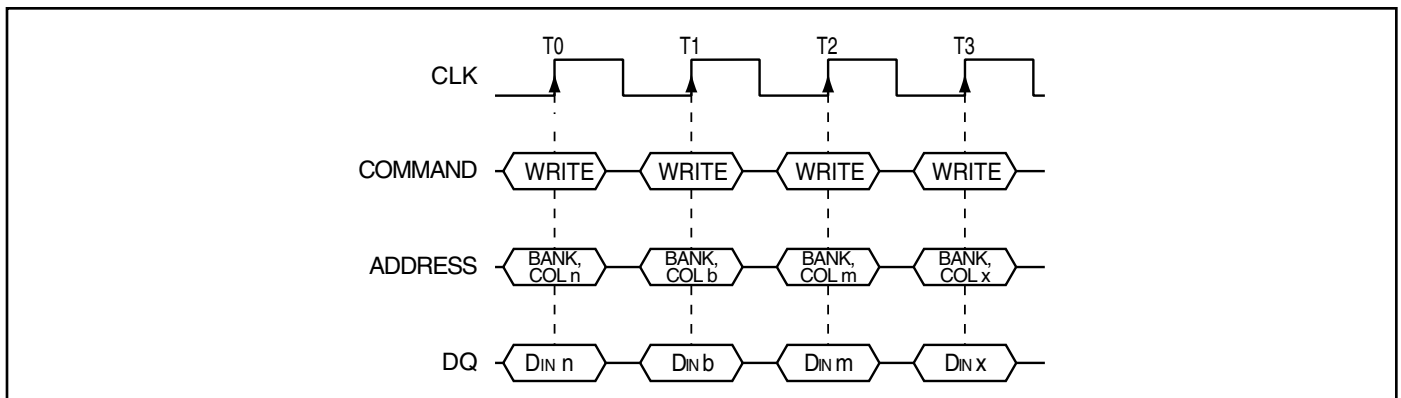 T0 T1 T2 T3
CLK
COMMAND WRITE WRITE WRITE WRITE
ADDRESS BANK, COL n BANK, COL b BANK, COL m BANK, COL x
DQ DIN n DIN b DIN m DIN x